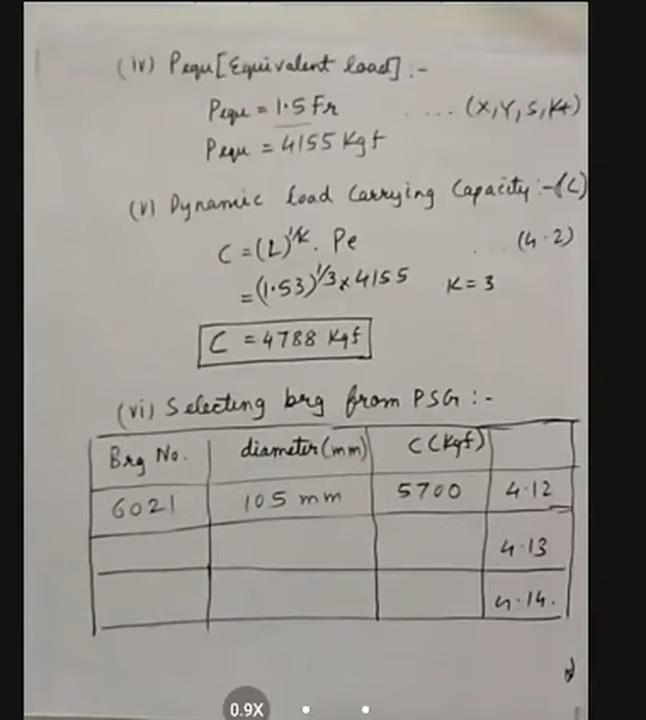 (iv) Pequ [Equivalent load] :-
Pequ = 1.5 Fr .... (X,Y,S,Kt)
Pequ = 4155 Kgf
(v) Dynamic load Carrying Capacity :- (C)
C = (L)^1/K . Pe ... (4.2)
= (1.53)^1/3 x 4155 K = 3
C = 4788 Kgf
(vi) Selecting brg from PSG :-
Brg No. diameter (mm) C (Kgf)
6021 105 mm 5700 4.12
4.13
4.14.
0.9X